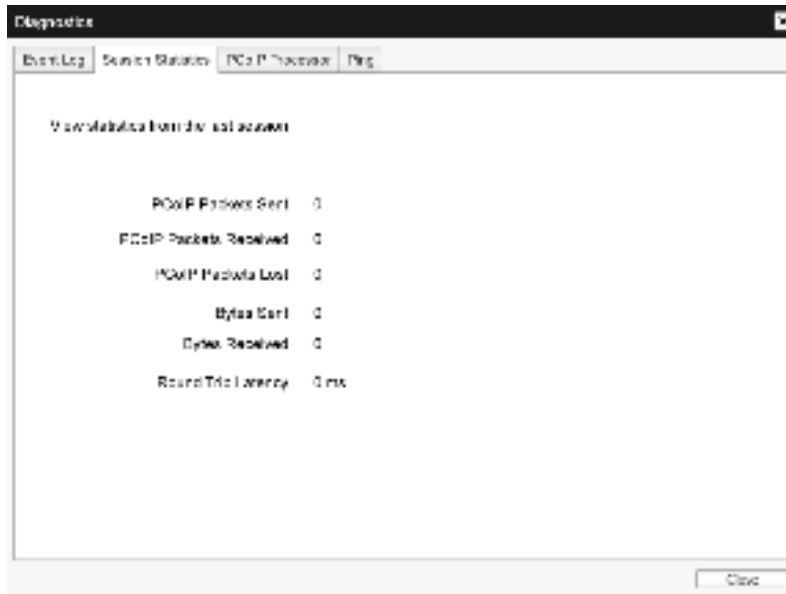 Diagnostics
Event Log Session Statistics PCoIP Processor Ping
View statistics from the last session
PCoIP Packets Sent 0
PCoIP Packets Received 0
PCoIP Packets Lost 0
Bytes Sent 0
Bytes Received 0
Round Trip Latency 0 ms
Close